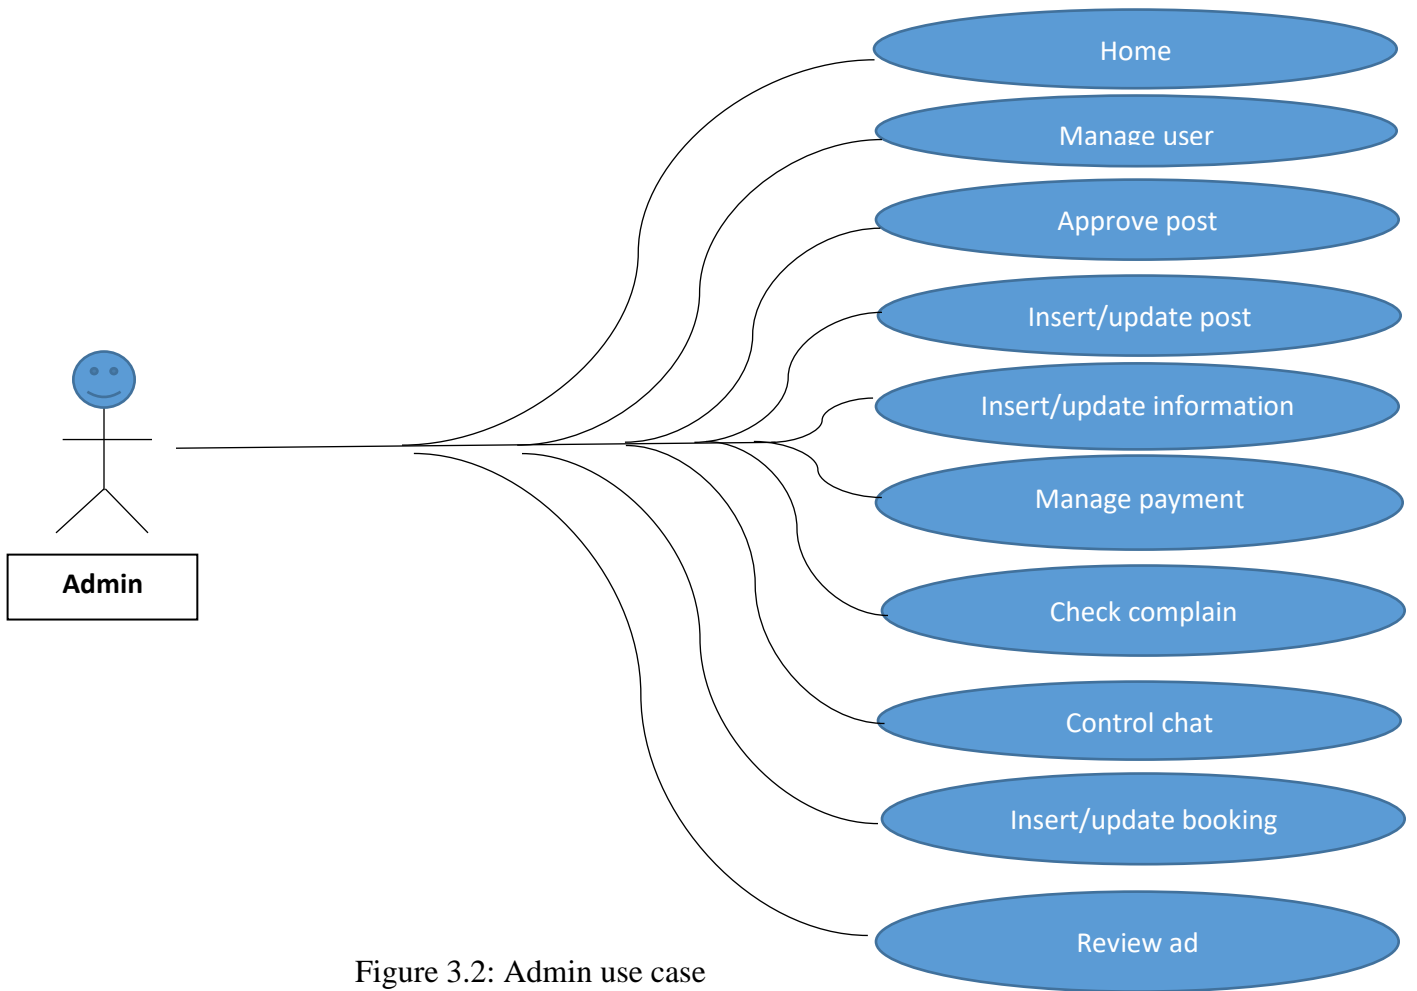 Home
Manage user
Approve post
Insert/update post
Insert/update information
Manage payment
Admin
Check complain
Control chat
Insert/update booking
Review ad
Figure 3.2: Admin use case